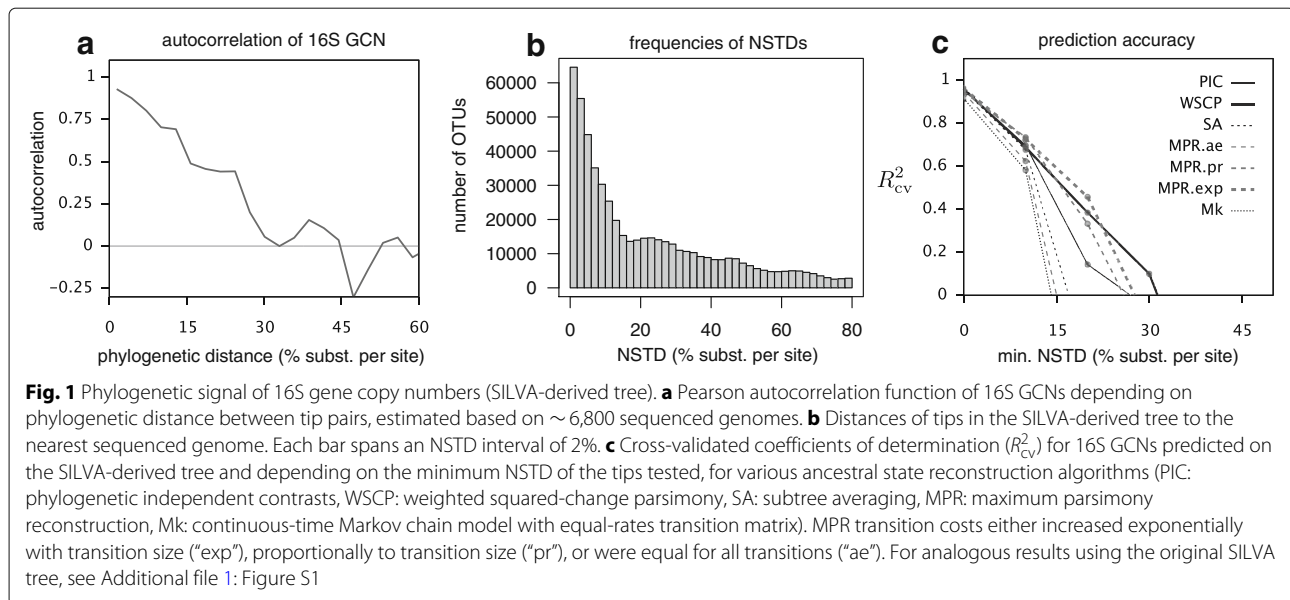 a autocorrelation of 16S GCN
1
0.75
0.5
0.25
0
−0.25
autocorrelation
0 15 30 45 60
phylogenetic distance (% subst. per site)
b frequencies of NSTDs
60000
50000
40000
30000
20000
10000
0
number of OTUs
0 20 40 60 80
NSTD (% subst. per site)
c prediction accuracy
1
0.8
0.6
0.4
0.2
0
R²cv
PIC
WSCP
SA
MPR.ae
MPR.pr
MPR.exp
Mk
0 15 30 45
min. NSTD (% subst. per site)
Fig. 1 Phylogenetic signal of 16S gene copy numbers (SILVA-derived tree). a Pearson autocorrelation function of 16S GCNs depending on
phylogenetic distance between tip pairs, estimated based on ∼ 6,800 sequenced genomes. b Distances of tips in the SILVA-derived tree to the
nearest sequenced genome. Each bar spans an NSTD interval of 2%. c Cross-validated coefficients of determination (R²cv) for 16S GCNs predicted on
the SILVA-derived tree and depending on the minimum NSTD of the tips tested, for various ancestral state reconstruction algorithms (PIC:
phylogenetic independent contrasts, WSCP: weighted squared-change parsimony, SA: subtree averaging, MPR: maximum parsimony
reconstruction, Mk: continuous-time Markov chain model with equal-rates transition matrix). MPR transition costs either increased exponentially
with transition size (“exp”), proportionally to transition size (“pr”), or were equal for all transitions (“ae”). For analogous results using the original SILVA
tree, see Additional file 1: Figure S1